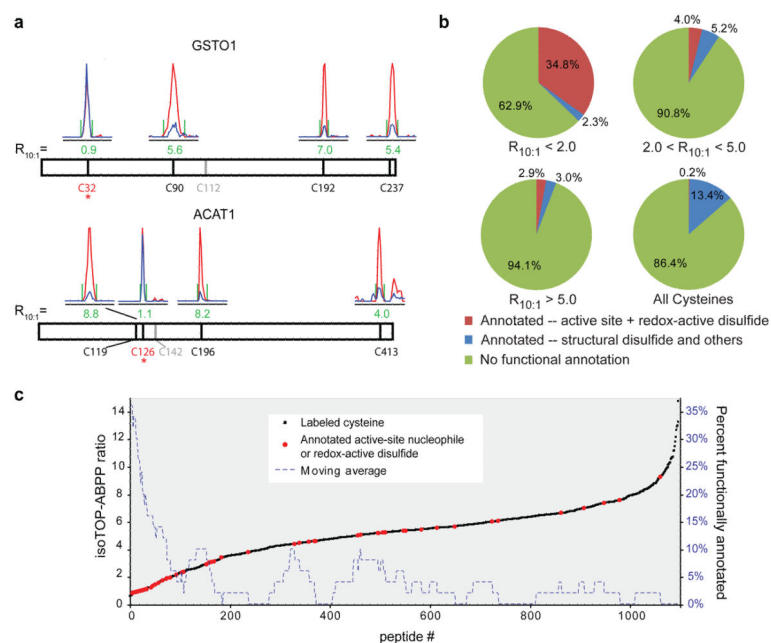 a
GSTO1
R10:1=
0.9
5.6
7.0
5.4
C32
*
C90
C112
C192
C237
ACAT1
R10:1=
8.8
1.1
8.2
4.0
C119
C126
*
C142
C196
C413
b
34.8%
62.9%
2.3%
R10:1 < 2.0
4.0%
5.2%
90.8%
2.0 < R10:1 < 5.0
2.9%
3.0%
94.1%
R10:1 > 5.0
0.2%
13.4%
86.4%
All Cysteines
Annotated -- active site + redox-active disulfide
Annotated -- structural disulfide and others
No functional annotation
c
isoTOP-ABPP ratio
14
12
10
8
6
4
2
0
Labeled cysteine
Annotated active-site nucleophile
or redox-active disulfide
Moving average
35%
30%
25%
20%
15%
10%
5%
0%
Percent functionally annotated
0
200
400
600
800
1000
peptide #